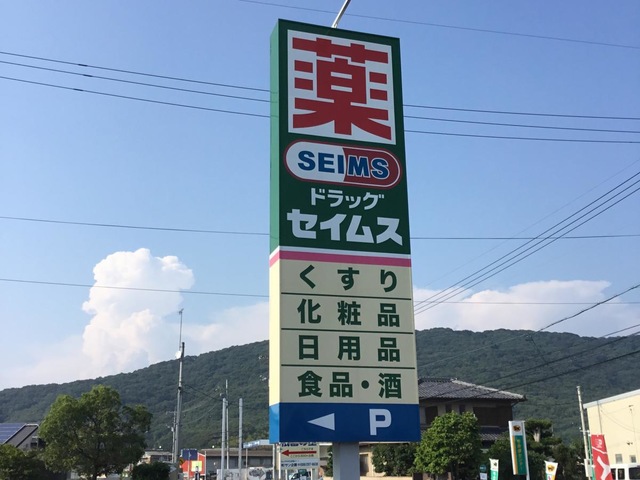 薬
SEIMS
ドラッグ
セイムス
くすり
化粧品
日用品
食品・酒
P